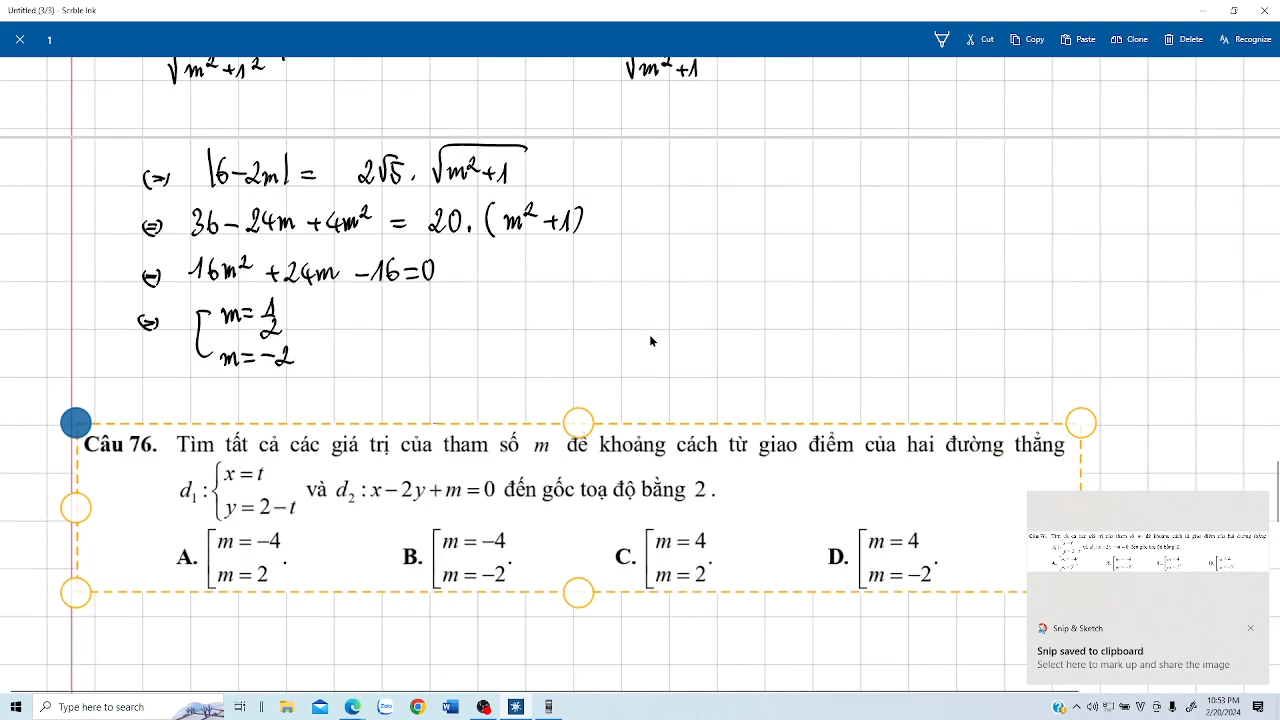 Untitled (3/3) - Scrble Ink
1
Cut Copy Paste Clone Delete Recognize
√m²+1² √m²+1
(=) |6-2m| = 2√5 . √m²+1
(=) 36-24m+4m² = 20.(m²+1)
(=) 16m²+24m-16=0
(=) [ m=1/2
m=-2
Câu 76. Tìm tất cả các giá trị của tham số m để khoảng cách từ giao điểm của hai đường thẳng
d₁ : { x = t
y = 2 - t và d₂ : x - 2y + m = 0 đến gốc toạ độ bằng 2 .
A. [ m = -4
m = 2 .
B. [ m = -4
m = -2 .
C. [ m = 4
m = 2 .
D. [ m = 4
m = -2 .
Snip & Sketch
Snip saved to clipboard
Select here to mark up and share the image
Type here to search
Zalo
10:53 PM
2/20/2024